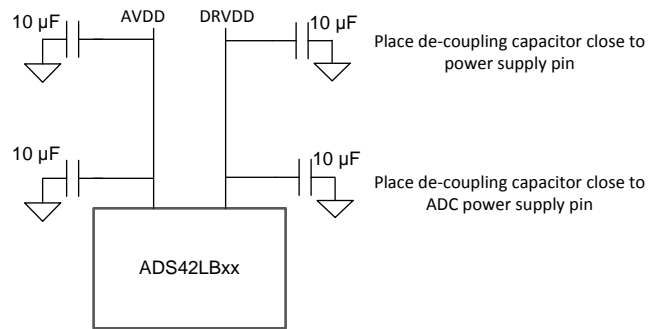 10 µF AVDD DRVDD 10 µF
Place de-coupling capacitor close to
power supply pin
10 µF 10 µF
Place de-coupling capacitor close to
ADC power supply pin
ADS42LBxx